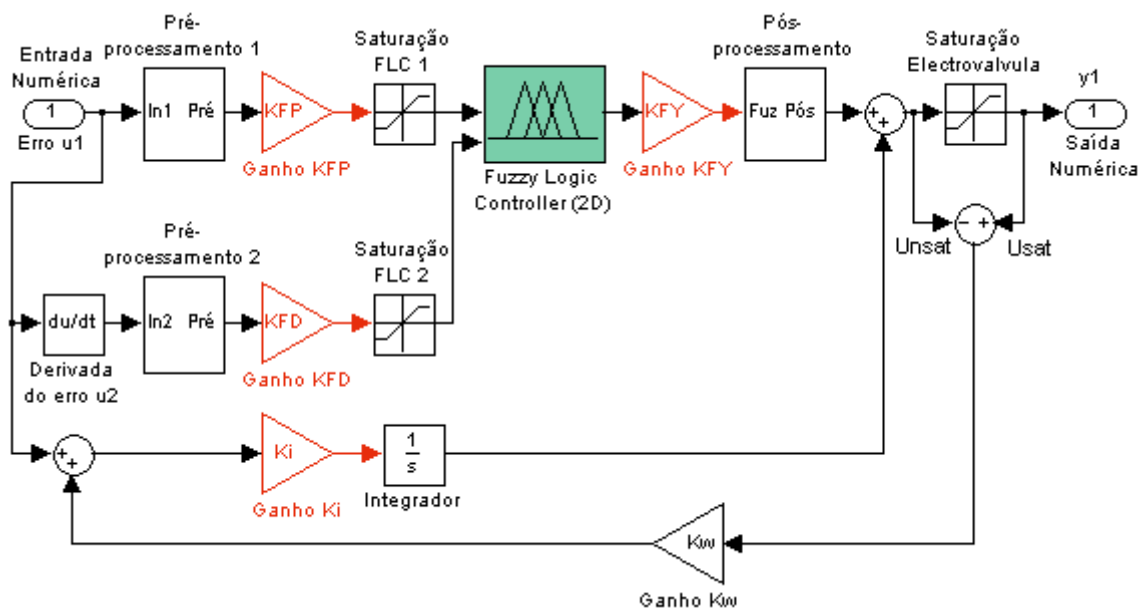 Pré-
processamento 1
Entrada
Numérica
1
Erro u1
In1 Pré
KFP
Ganho KFP
Saturação
FLC 1
Fuzzy Logic
Controller (2D)
KFY
Ganho KFY
Pós-
processamento
Fuz Pós
+
+
Saturação
Electrovalvula
y1
1
Saída
Numérica
- +
Unsat
Usat
Pré-
processamento 2
du/dt
Derivada
do erro u2
In2 Pré
KFD
Ganho KFD
Saturação
FLC 2
+
+
Ki
Ganho Ki
1
s
Integrador
Kw
Ganho Kw